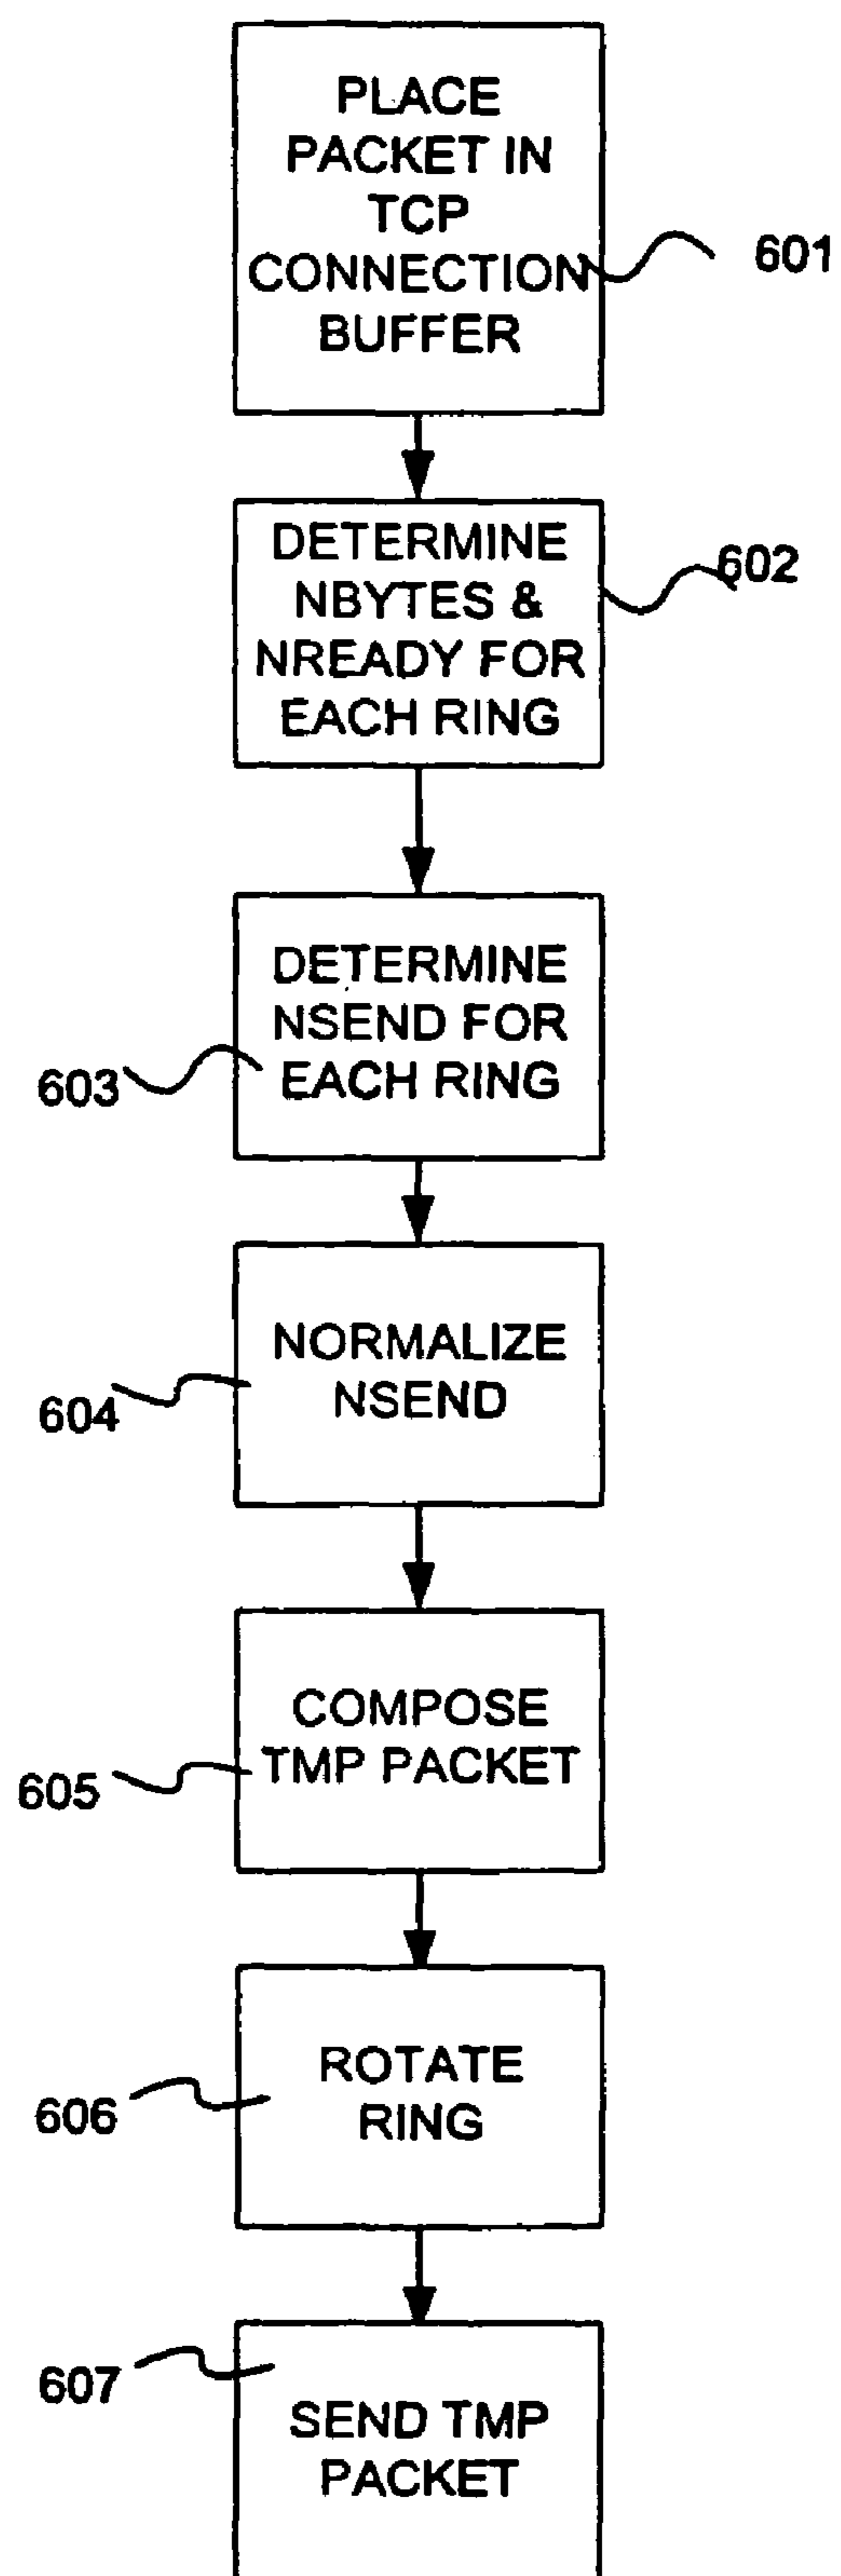 PLACE
PACKET IN
TCP
CONNECTION
BUFFER
601
DETERMINE
NBYTES &
NREADY FOR
EACH RING
602
DETERMINE
NSEND FOR
EACH RING
603
NORMALIZE
NSEND
604
COMPOSE
TMP PACKET
605
ROTATE
RING
606
607
SEND TMP
PACKET